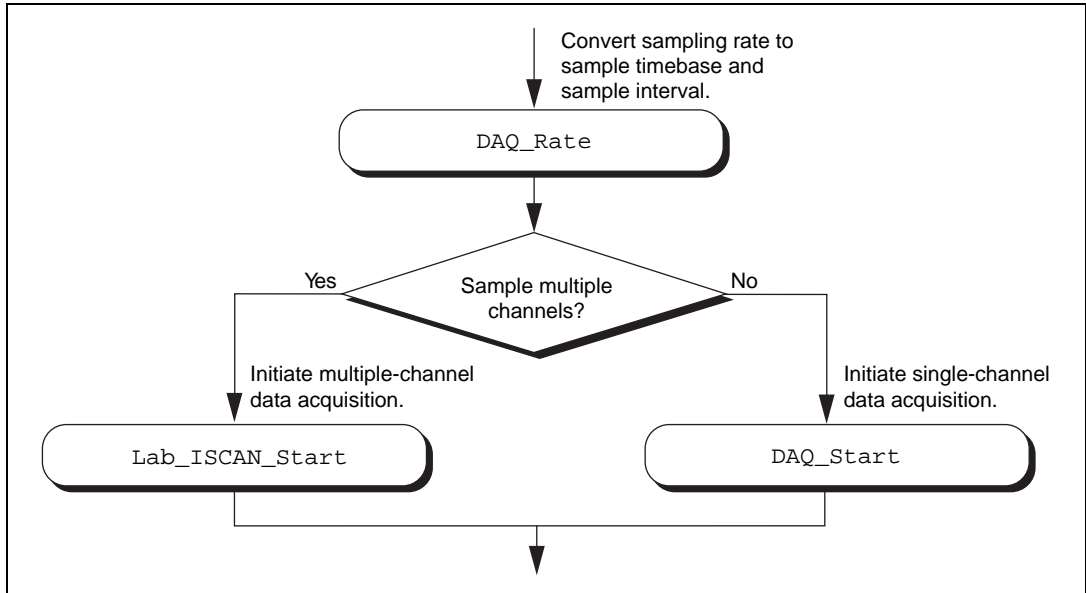 Convert sampling rate to
sample timebase and
sample interval.
DAQ_Rate
Yes
Sample multiple
channels?
No
Initiate multiple-channel
data acquisition.
Initiate single-channel
data acquisition.
Lab_ISCAN_Start
DAQ_Start